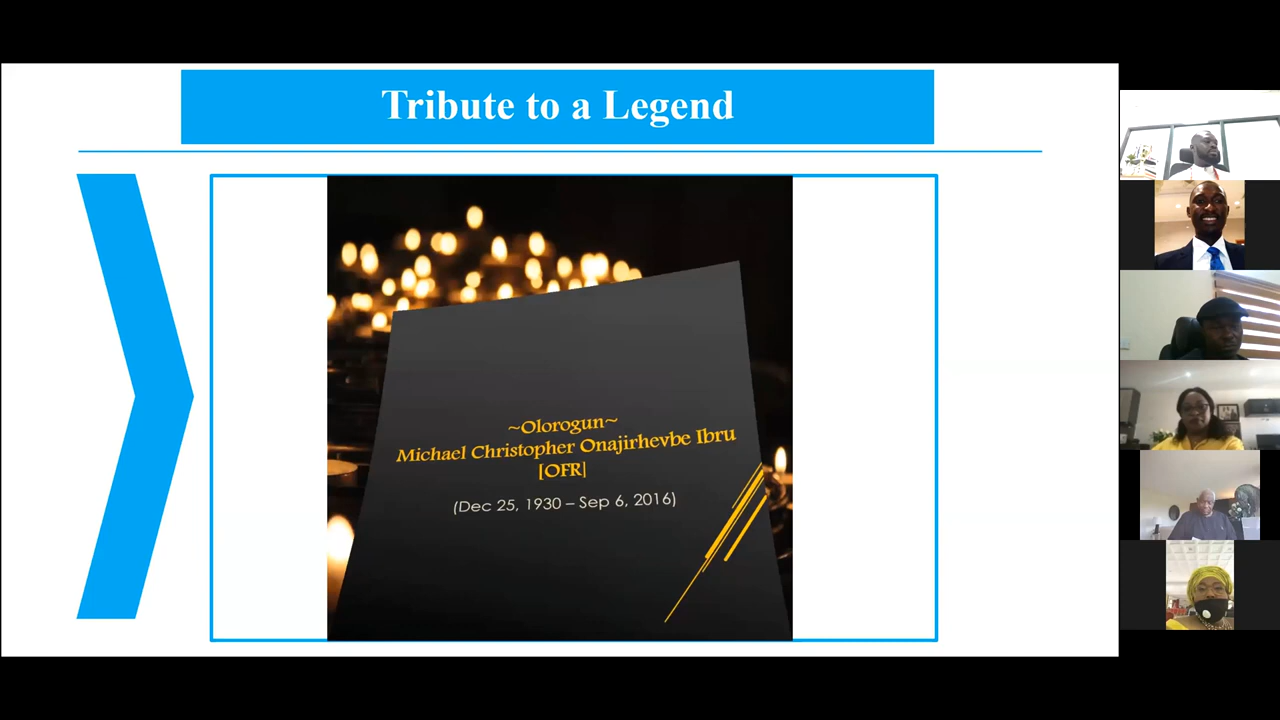 Tribute to a Legend
~Olorogun~
Michael Christopher Onajirhevbe Ibru
[OFR|
(Dec 25, 1930 – Sep 6, 2016)